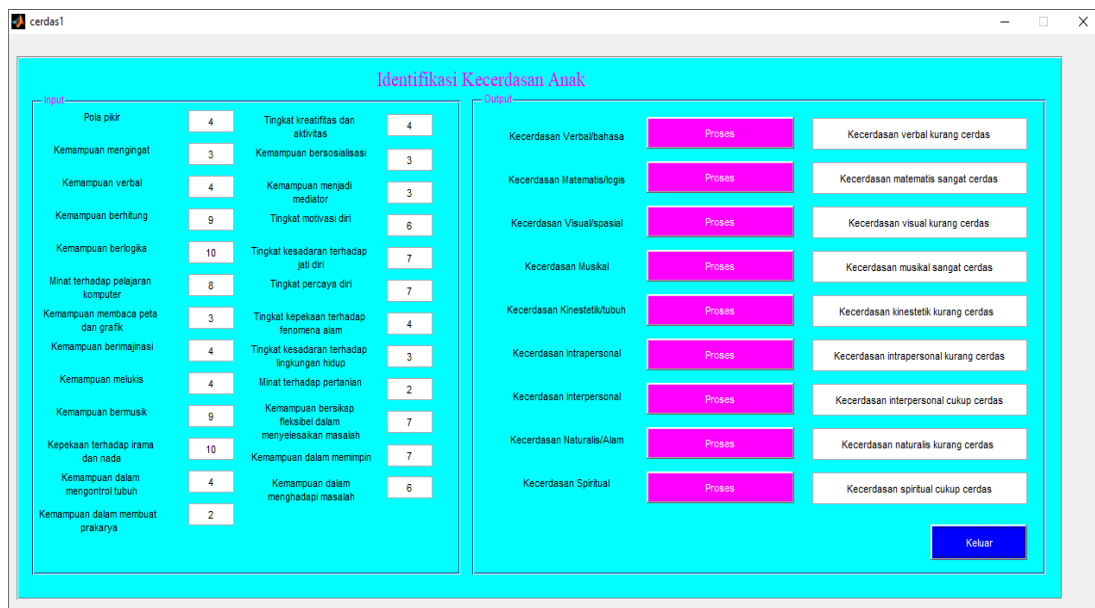 cerdas1
Identifikasi Kecerdasan Anak
Input
Pola pikir
4
Kemampuan mengingat
3
Kemampuan verbal
4
Kemampuan berhitung
9
Kemampuan berlogika
10
Minat terhadap pelajaran
komputer
8
Kemampuan membaca peta
dan grafik
3
Kemampuan berimajinasi
4
Kemampuan melukis
4
Kemampuan bermusik
9
Kepekaan terhadap irama
dan nada
10
Kemampuan dalam
mengontrol tubuh
4
Kemampuan dalam membuat
prakarya
2
Tingkat kreatifitas dan
aktivitas
4
Kemampuan bersosialisasi
3
Kemampuan menjadi
mediator
3
Tingkat motivasi diri
6
Tingkat kesadaran terhadap
jati diri
7
Tingkat percaya diri
7
Tingkat kepekaan terhadap
fenomena alam
4
Tingkat kesadaran terhadap
lingkungan hidup
3
Minat terhadap pertanian
2
Kemampuan bersikap
fleksibel dalam
menyelesaikan masalah
7
Kemampuan dalam memimpin
7
Kemampuan dalam
menghadapi masalah
6
Output
Kecerdasan Verbal/bahasa
Proses
Kecerdasan verbal kurang cerdas
Kecerdasan Matematis/logis
Proses
Kecerdasan matematis sangat cerdas
Kecerdasan Visual/spasial
Proses
Kecerdasan visual kurang cerdas
Kecerdasan Musikal
Proses
Kecerdasan musikal sangat cerdas
Kecerdasan Kinestetik/tubuh
Proses
Kecerdasan kinestetik kurang cerdas
Kecerdasan Intrapersonal
Proses
Kecerdasan intrapersonal kurang cerdas
Kecerdasan Interpersonal
Proses
Kecerdasan interpersonal cukup cerdas
Kecerdasan Naturalis/Alam
Proses
Kecerdasan naturalis kurang cerdas
Kecerdasan Spiritual
Proses
Kecerdasan spiritual cukup cerdas
Keluar